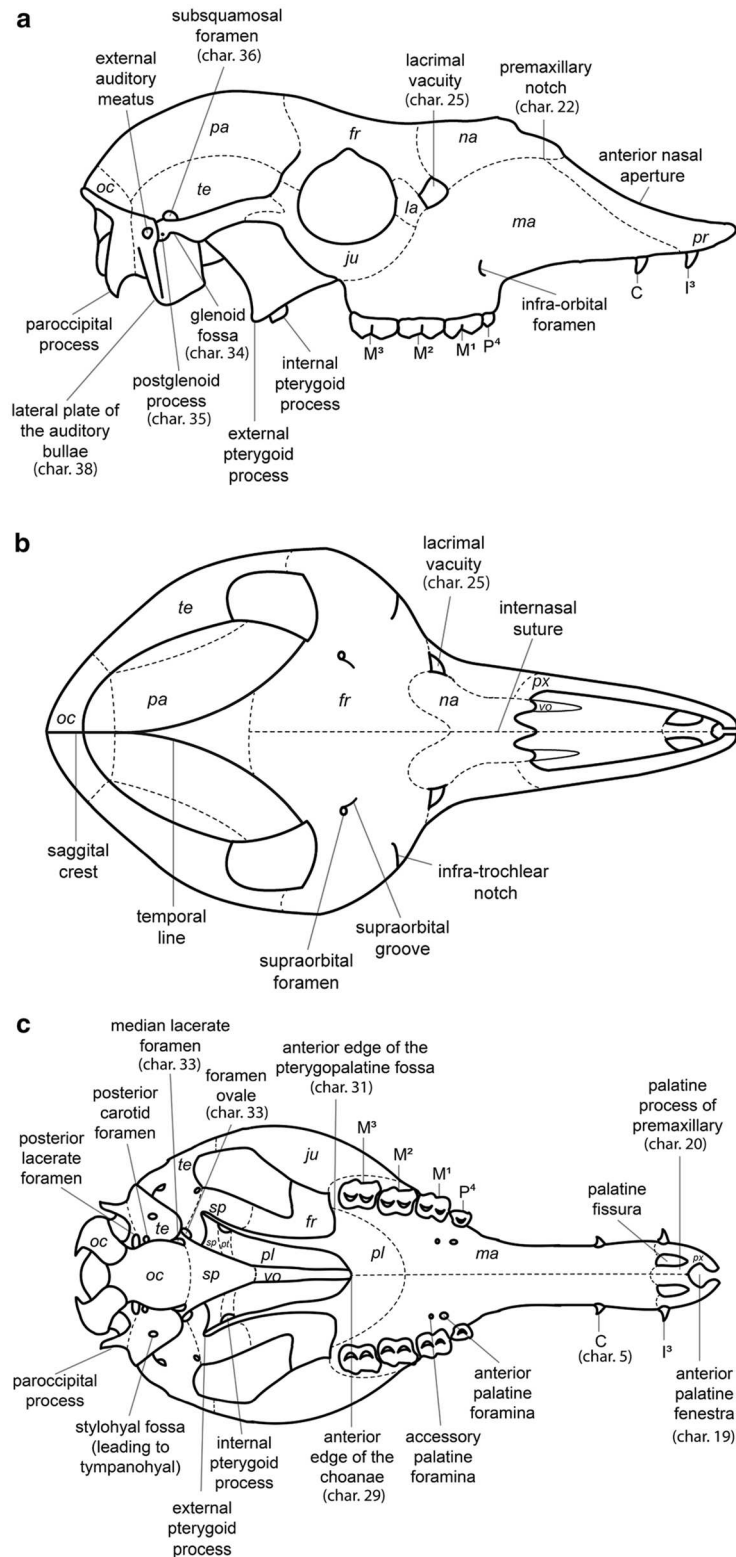 a
subsquamosal
foramen
(char. 36)
external
auditory
meatus
lacrimal
vacuity
(char. 25)
premaxillary
notch
(char. 22)
anterior nasal
aperture
pa
fr
na
oc
te
la
ma
pr
ju
infra-orbital
foramen
C
I³
M³
M²
M¹
P⁴
paroccipital
process
glenoid
fossa
(char. 34)
internal
pterygoid
process
postglenoid
process
(char. 35)
lateral plate of
the auditory
bullae
(char. 38)
external
pterygoid
process
b
lacrimal
vacuity
(char. 25)
internasal
suture
te
px
pa
fr
na
vo
oc
saggital
crest
temporal
line
infra-trochlear
notch
supraorbital
groove
supraorbital
foramen
c
median lacerate
foramen
(char. 33)
anterior edge of the
pterygopalatine fossa
(char. 31)
foramen
ovale
(char. 33)
posterior
carotid
foramen
posterior
lacerate
foramen
palatine
process of
premaxillary
(char. 20)
palatine
fissura
M³
M²
M¹
P⁴
te
ju
sp
fr
oc
te
sp
pt
pl
pl
ma
px
oc
sp
vo
paroccipital
process
C
(char. 5)
I³
anterior
palatine
fenestra
(char. 19)
stylohyal fossa
(leading to
tympanohyal)
internal
pterygoid
process
external
pterygoid
process
anterior
edge of the
choanae
(char. 29)
accessory
palatine
foramina
anterior
palatine
foramina